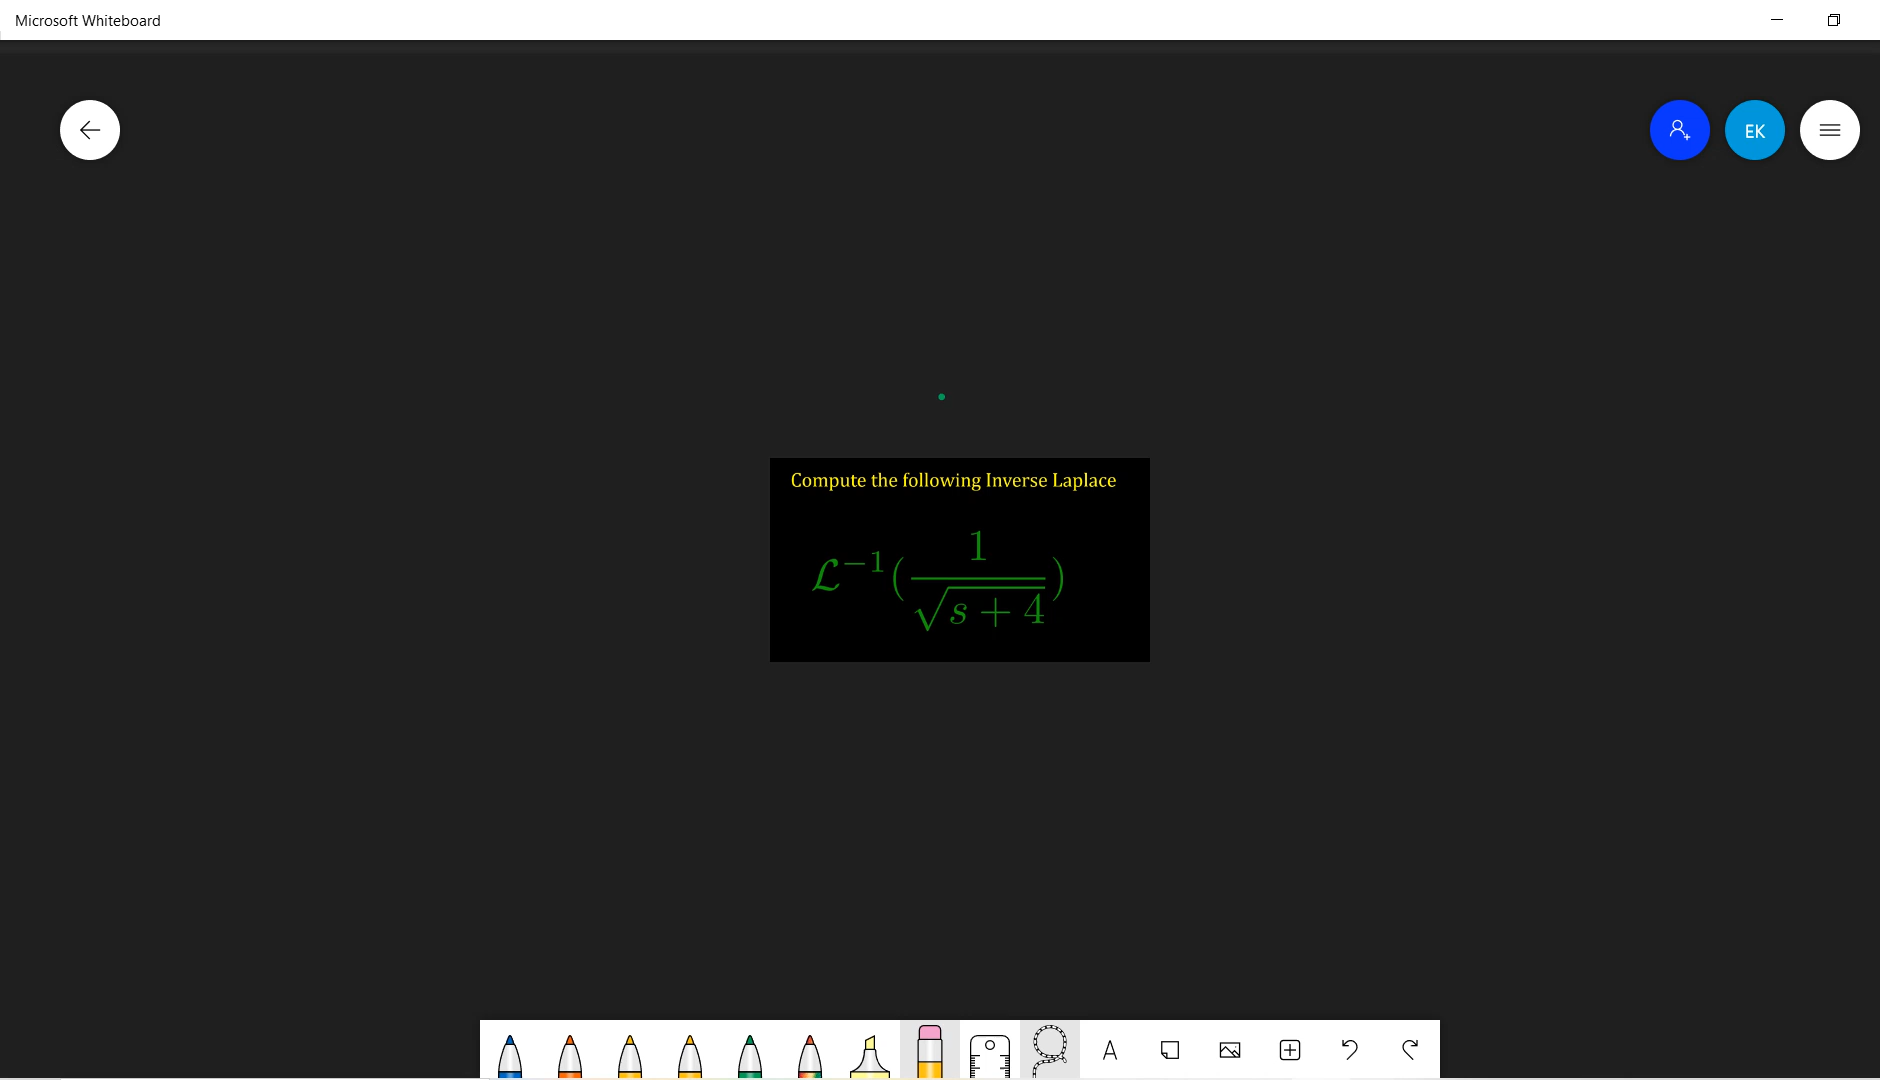 Microsoft Whiteboard
EK
Compute the following Inverse Laplace
ℒ⁻¹(1/√(s + 4))
A